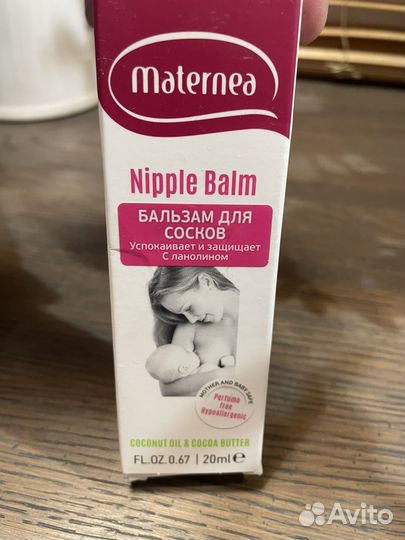 maternea
Nipple Balm
БАЛЬЗАМ ДЛЯ
СОСКОВ
Успокаивает и защищает
С ланолином
MOTHER AND BABY SAFE
Perfume
free
Hypoallergenic
COCONUT OIL & COCOA BUTTER
FL.OZ.0.67 | 20ml℮
Avito